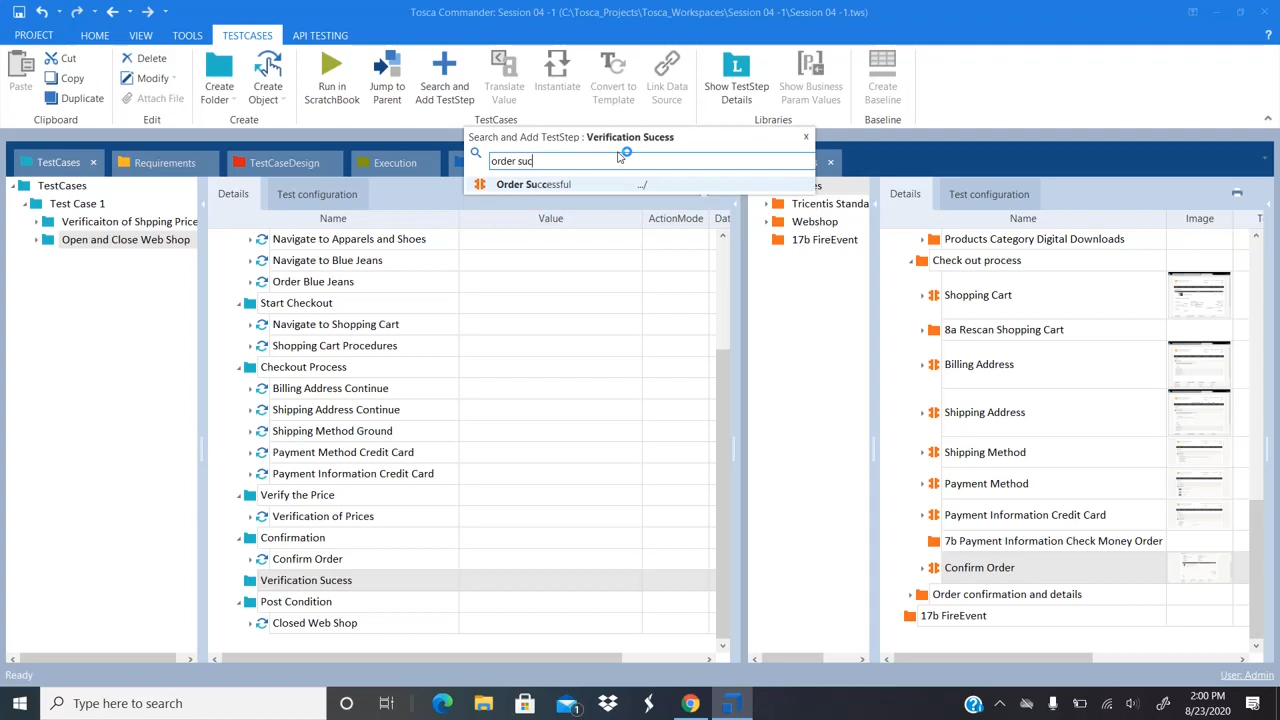 Tosca Commander: Session 04 -1 (C:\Tosca_Projects\Tosca_Workspaces\Session 04 -1\Session 04 -1.tws)
PROJECT HOME VIEW TOOLS TESTCASES API TESTING
Paste
Cut
Copy
Duplicate
Clipboard
Delete
Modify
Attach File
Edit
Create Folder
Create Object
Create
Run in ScratchBook
Jump to Parent
Search and Add TestStep
Translate Value
Instantiate
Convert to Template
Link Data Source
TestCases
Show TestStep Details
Show Business Param Values
Libraries
Create Baseline
Baseline
Search and Add TestStep : Verification Sucess x
order suc
Order Successful .../
TestCases x
Requirements
TestCaseDesign
Execution
x
TestCases
Test Case 1
Verificaiton of Shpping Price
Open and Close Web Shop
Details Test configuration
Name Value ActionMode Dat
Navigate to Apparels and Shoes
Navigate to Blue Jeans
Order Blue Jeans
Start Checkout
Navigate to Shopping Cart
Shopping Cart Procedures
Checkout Process
Billing Address Continue
Shipping Address Continue
Shipping Method Ground
Payment Method Credit Card
Payment Information Credit Card
Verify the Price
Verification of Prices
Confirmation
Confirm Order
Verification Sucess
Post Condition
Closed Web Shop
Tricentis Standa
Webshop
17b FireEvent
Details Test configuration
Name Image
Products Category Digital Downloads
Check out process
Shopping Cart
8a Rescan Shopping Cart
Billing Address
Shipping Address
Shipping Method
Payment Method
Payment Information Credit Card
7b Payment Information Check Money Order
Confirm Order
Order confirmation and details
17b FireEvent
Ready User: Admin
Type here to search
2:00 PM
8/23/2020